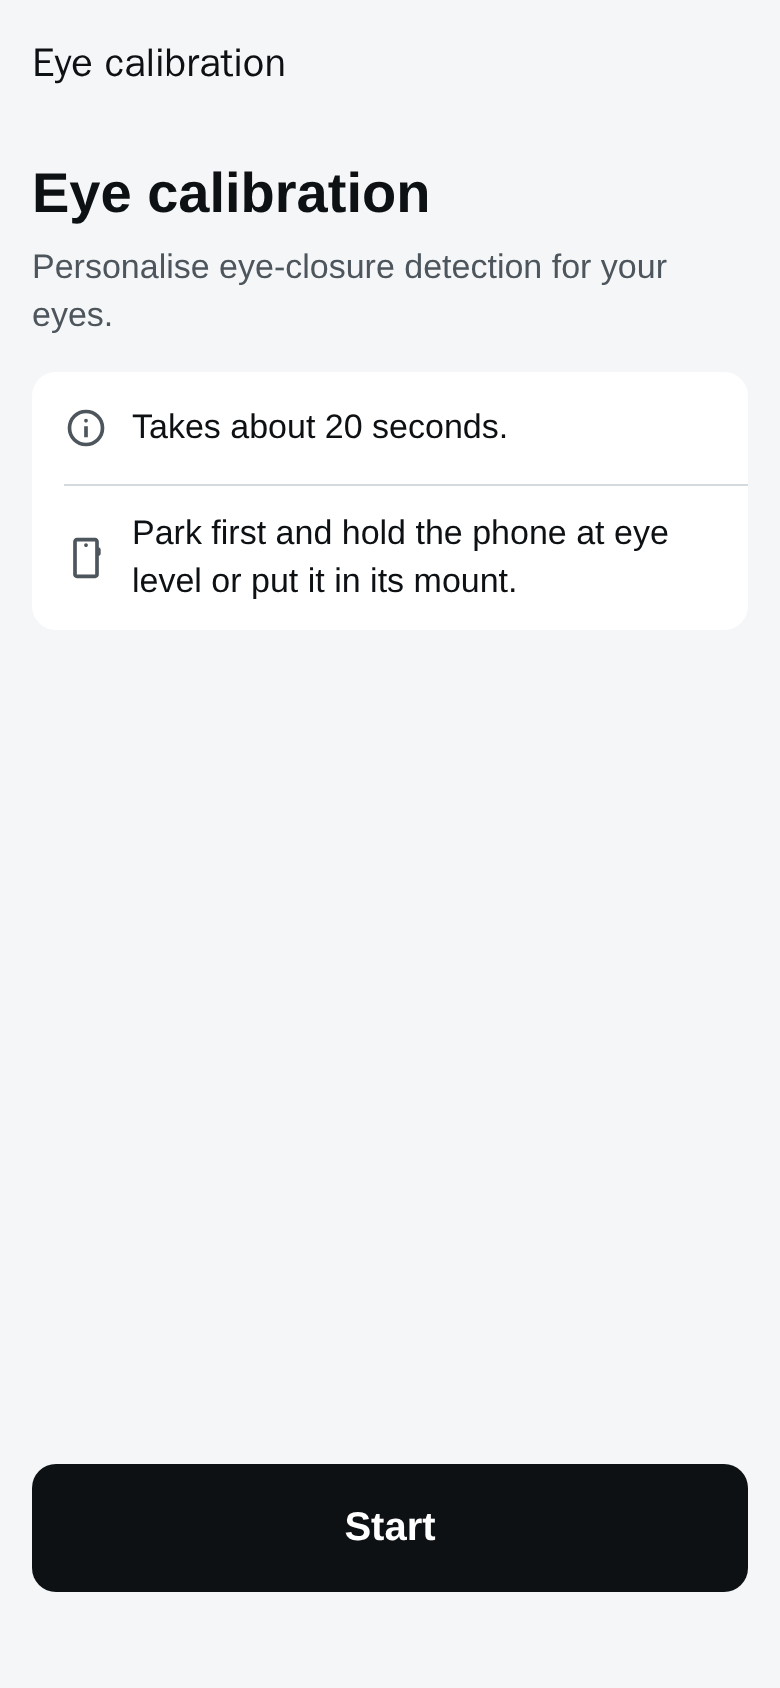 Eye calibration
Eye calibration
Personalise eye-closure detection for your
eyes.
Takes about 20 seconds.
Park first and hold the phone at eye
level or put it in its mount.
Start